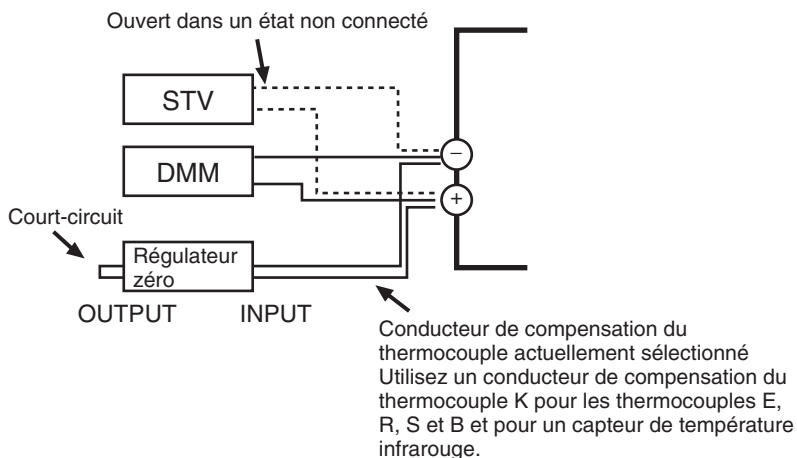 Ouvert dans un état non connecté
STV
DMM
−
+
Court-circuit
Régulateur
zéro
OUTPUT
INPUT
Conducteur de compensation du
thermocouple actuellement sélectionné
Utilisez un conducteur de compensation du
thermocouple K pour les thermocouples E,
R, S et B et pour un capteur de température
infrarouge.